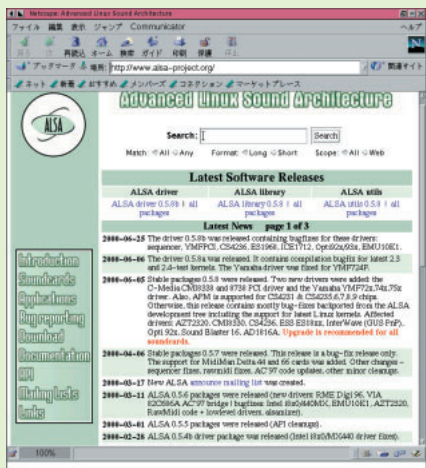 Netscape: Advanced Linux Sound Architecture
ファイル 編集 表示 ジャンプ Communicator ヘルプ
再読込 ホーム 検索 ガイド 印刷 保護
ブックマーク 場所: http://www.alsa-project.org/ 関連サイト
ネット 新着 おすすめ メンバーズ コネクション マーケットプレース
Advanced Linux Sound Architecture
ALSA
Search: Search
Match: All Any Format: Long Short Scope: All Web
Latest Software Releases
ALSA driver ALSA library ALSA utils
ALSA driver 0.5.9b | all packages
ALSA library 0.5.8 | all packages
ALSA utils 0.5.8 | all packages
Latest News page 1 of 3
Introduction
Soundcards
Applications
Bug reporting
Download
Documentation
API
Mailing Lists
Links
2000-06-25 The driver 0.5.8b was released containing bugfixes for these drivers:
sequencer, YMFPCI, CS4236, ES1968, ICE1712, Opti92x/93x, EMU10K1.
2000-06-06 The driver 0.5.8a was released. It contains compilation bugfix for latest 2.3
and 2.4-test kernels. The Yamaha driver was fixed for YMF724F.
2000-06-05 Stable packages 0.5.8 were released. Two new drivers were added: the
C-Media CMI8338 and 8738 PCI driver and the Yamaha YMF72x,74x,75x
driver. Also, APM is supported for CS4231 & CS4235,6,7,8,9 chips.
Otherwise, this release contains mostly bug-fixes backported from the ALSA
development tree including the support for latest Linux kernels. Affected
drivers: AZT2320, CMI8330, CS4236, ESS ES18xx, InterWave (GUS PnP),
Opti 92x, Sound Blaster 16, AD1816A. Upgrade is recommended for all
soundcards.
2000-04-06 Stable packages 0.5.7 were released. This release is a bug-fix release only.
The support for MidiMan Delta 44 and 66 cards was added. Other changes -
sequencer fixes, rawmidi fixes, AC'97 code updates, other minor cleanups.
2000-03-17 New ALSA announce mailing list was created.
2000-03-11 ALSA 0.5.6 packages were released (new drivers: RME Digi 96, VIA
82C686A AC'97 bridge | bugfixes: Intel i8x0/440MX, EMU10K1, AZT2320,
RawMidi code + lowlevel drivers, alsamixer).
2000-03-01 ALSA 0.5.5 packages were released (API cleanups).
2000-02-28 ALSA 0.5.4b driver package was released (Intel i8x0/MX440 driver fixes).
100%